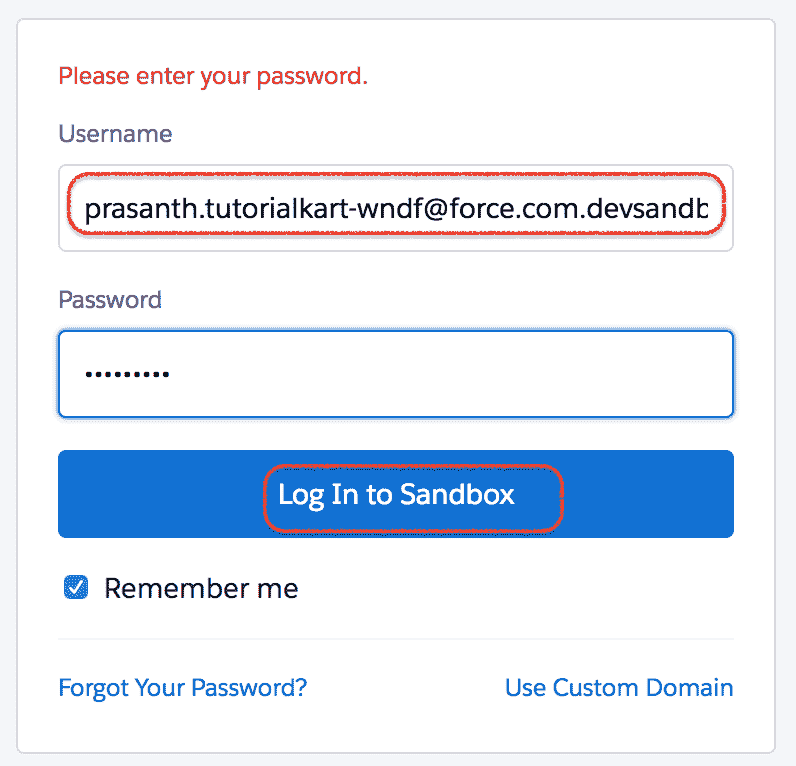 Please enter your password.
Username
prasanth.tutorialkart-wndf@force.com.devsandb
Password
•••••••••
Log In to Sandbox
Remember me
Forgot Your Password?
Use Custom Domain